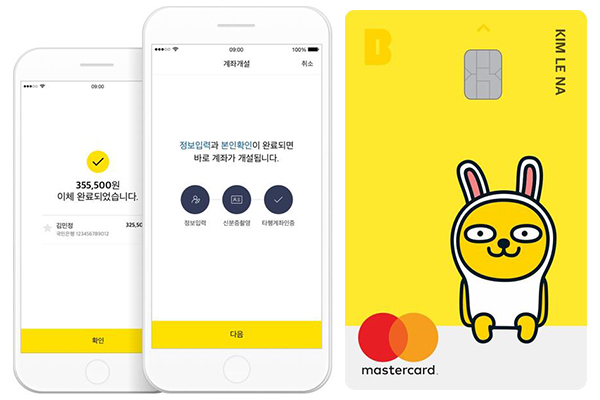 09:00
355,500원
이체 완료되었습니다.
김민정
국민은행 123456789012
325,50
확인
09:00
100%
계좌개설
취소
정보입력과 본인확인이 완료되면
바로 계좌가 개설됩니다.
정보입력
신분증촬영
타행계좌인증
다음
B
KIM LE NA
mastercard.